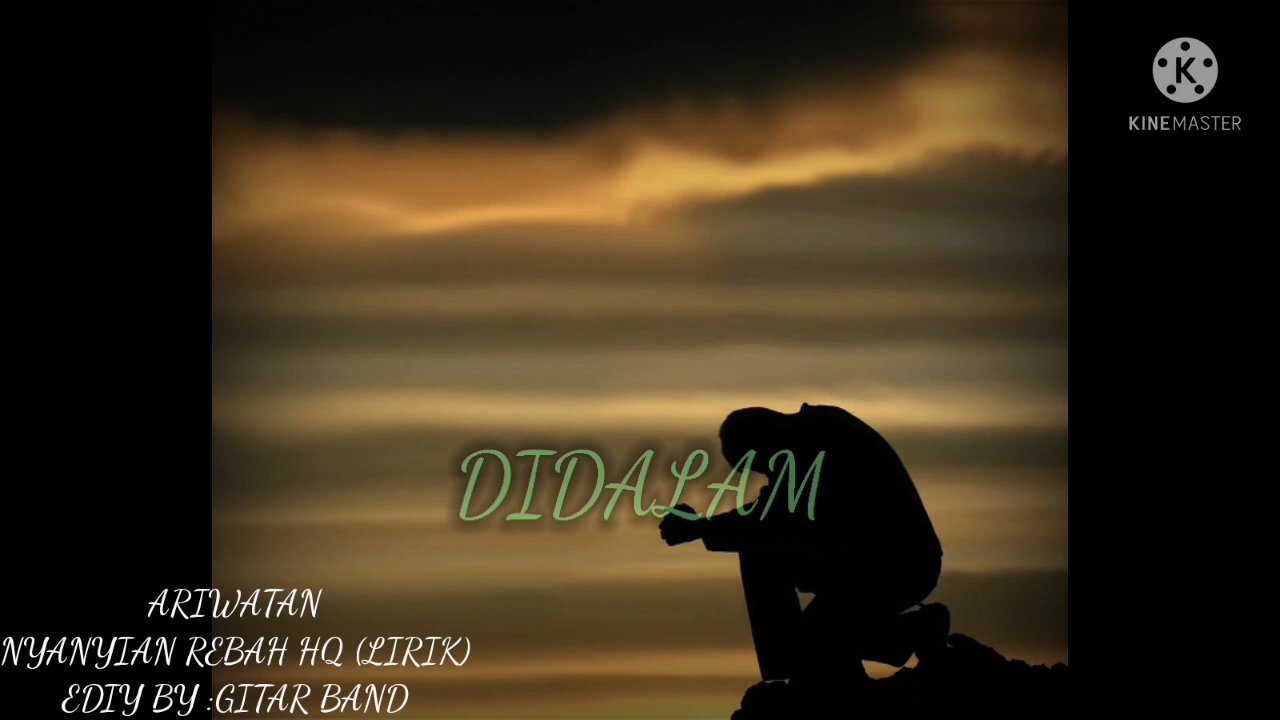 K
KINEMASTER
DIDALAM
ARIWATAN
NYANYIAN REBAH HQ (LIRIK)
EDIY BY :GITAR BAND